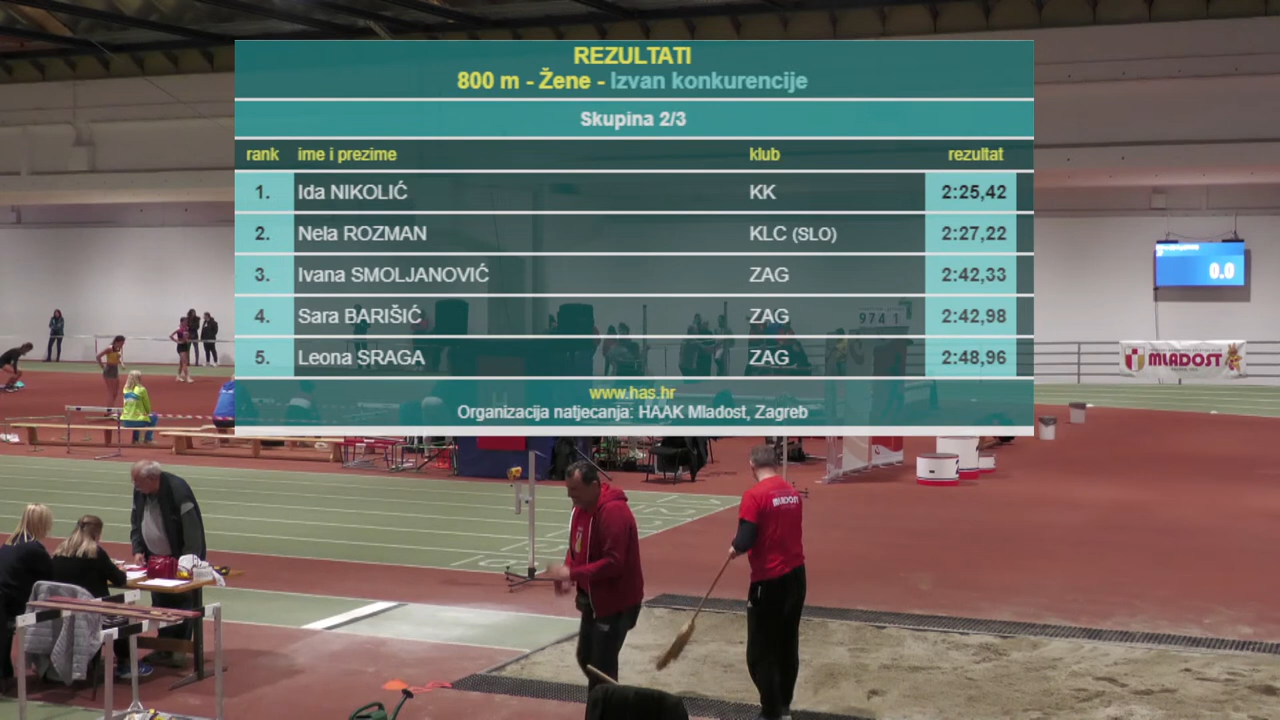 REZULTATI
800 m - Žene - Izvan konkurencije
Skupina 2/3
rank ime i prezime klub rezultat
1. Ida NIKOLIĆ KK 2:25,42
2. Nela ROZMAN KLC (SLO) 2:27,22
3. Ivana SMOLJANOVIĆ ZAG 2:42,33
4. Sara BARIŠIĆ ZAG 2:42,98
5. Leona SRAGA ZAG 2:48,96
www.has.hr
Organizacija natjecanja: HAAK Mladost, Zagreb
0.0
974 1
MLADOST
MLADOST